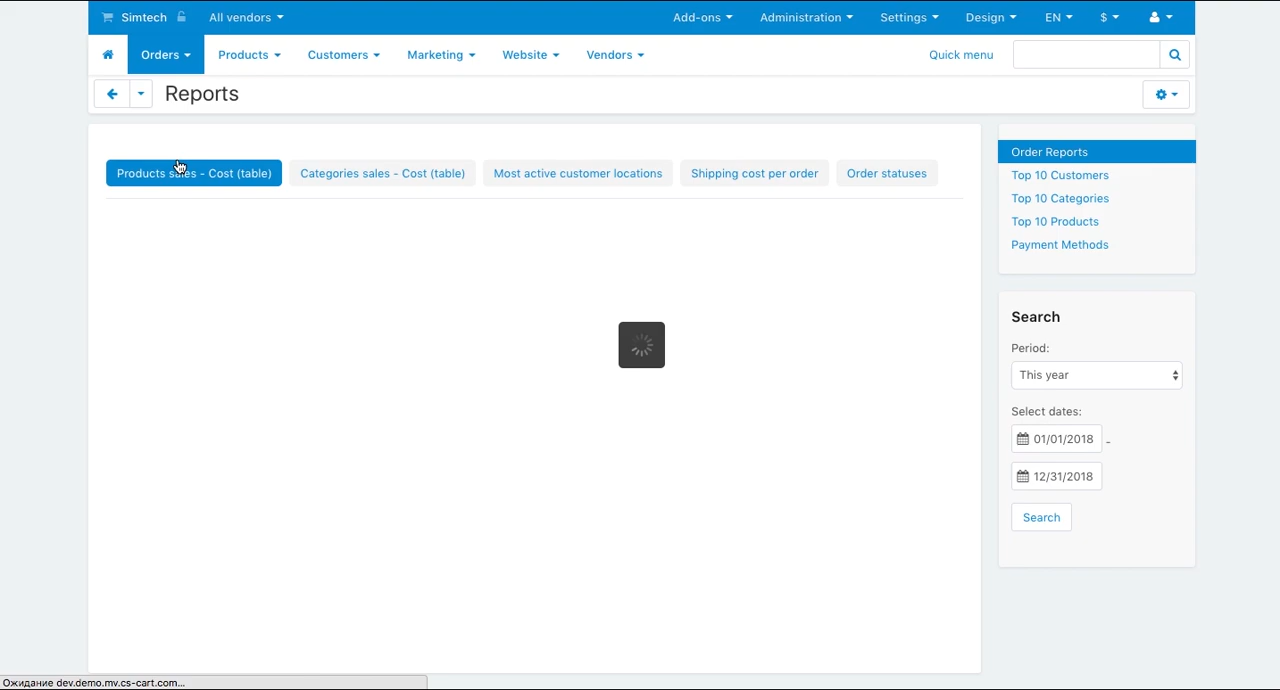 Simtech All vendors Add-ons Administration Settings Design EN $
Orders Products Customers Marketing Website Vendors Quick menu
Reports
Products sales - Cost (table) Categories sales - Cost (table) Most active customer locations Shipping cost per order Order statuses
Order Reports
Top 10 Customers
Top 10 Categories
Top 10 Products
Payment Methods
Search
Period:
This year
Select dates:
01/01/2018 -
12/31/2018
Search
Ожидание dev.demo.mv.cs-cart.com...